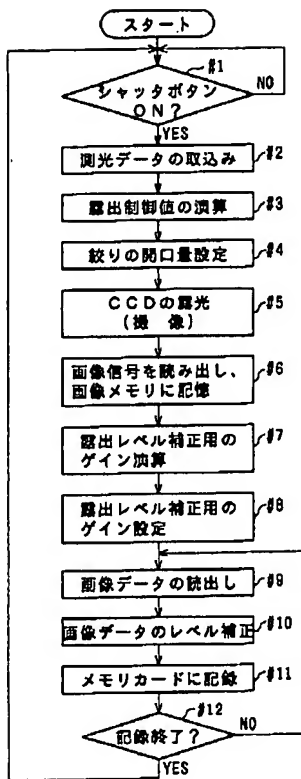 スタート
#1
シャッタボタン
ON?
NO
YES
測光データの取込み
#2
露出制御値の演算
#3
絞りの開口量設定
#4
CCDの露光
(撮 像)
#5
画像信号を読み出し、
画像メモリに記憶
#6
露出レベル補正用の
ゲイン演算
#7
露出レベル補正用の
ゲイン設定
#8
画像データの読出し
#9
画像データのレベル補正
#10
メモリカードに記録
#11
#12
記録終了?
NO
YES